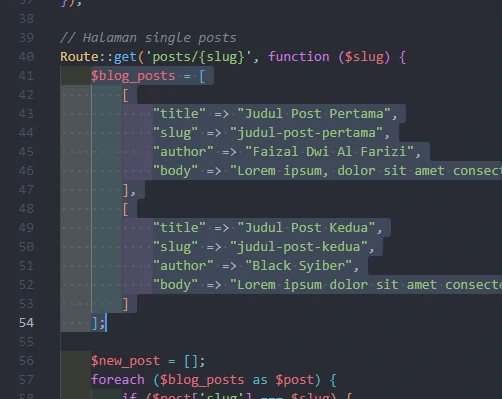 37 });
38
39 // Halaman single posts
40 Route::get('posts/{slug}', function ($slug) {
41 $blog_posts = [
42 [
43 "title" => "Judul Post Pertama",
44 "slug" => "judul-post-pertama",
45 "author" => "Faizal Dwi Al Farizi",
46 "body" => "Lorem ipsum, dolor sit amet consect
47 ],
48 [
49 "title" => "Judul Post Kedua",
50 "slug" => "judul-post-kedua",
51 "author" => "Black Syiber",
52 "body" => "Lorem ipsum dolor sit amet consecte
53 ]
54 ];
55
56 $new_post = [];
57 foreach ($blog_posts as $post) {
58 if ($post['slug'] === $slug) {